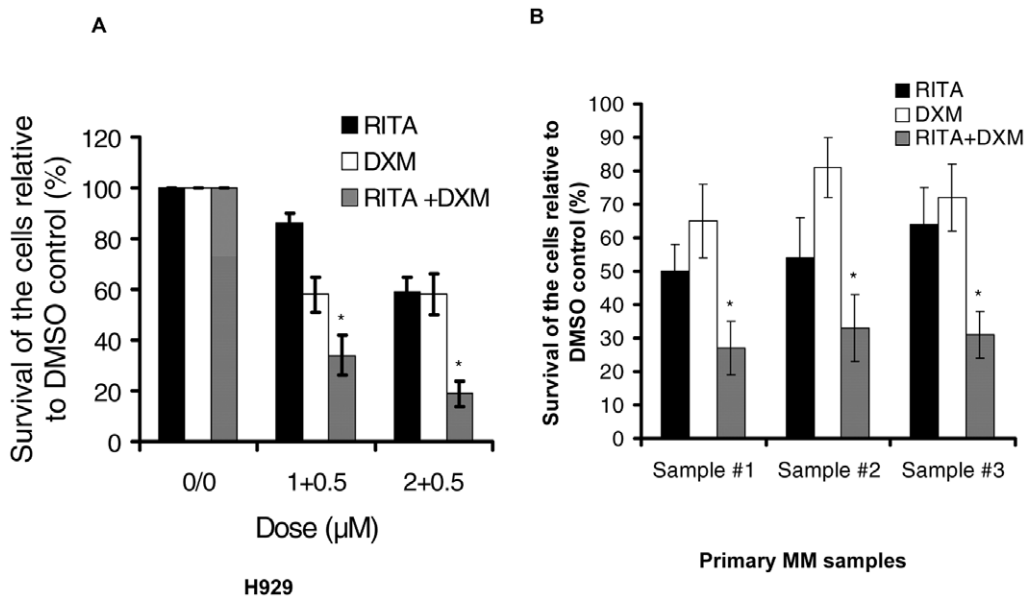 A
Survival of the cells relative
to DMSO control (%)
120
100
80
60
40
20
0
RITA
DXM
RITA +DXM
*
*
0/0
1+0.5
2+0.5
Dose (µM)
H929
B
Survival of the cells relative to
DMSO control (%)
100
90
80
70
60
50
40
30
20
10
0
RITA
DXM
RITA+DXM
*
*
*
Sample #1
Sample #2
Sample #3
Primary MM samples